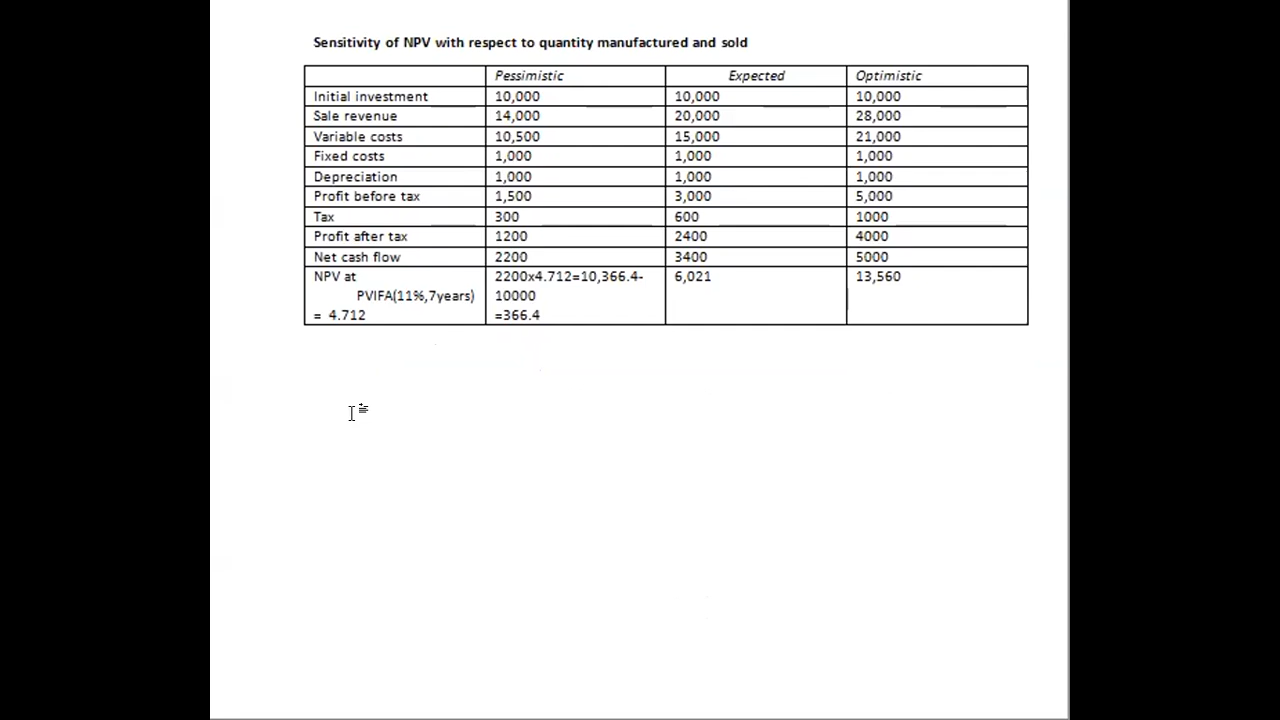 Sensitivity of NPV with respect to quantity manufactured and sold
Pessimistic Expected Optimistic
Initial investment 10,000 10,000 10,000
Sale revenue 14,000 20,000 28,000
Variable costs 10,500 15,000 21,000
Fixed costs 1,000 1,000 1,000
Depreciation 1,000 1,000 1,000
Profit before tax 1,500 3,000 5,000
Tax 300 600 1000
Profit after tax 1200 2400 4000
Net cash flow 2200 3400 5000
NPV at 2200x4.712=10,366.4- 6,021 13,560
PVIFA(11%,7years) 10000
= 4.712 =366.4